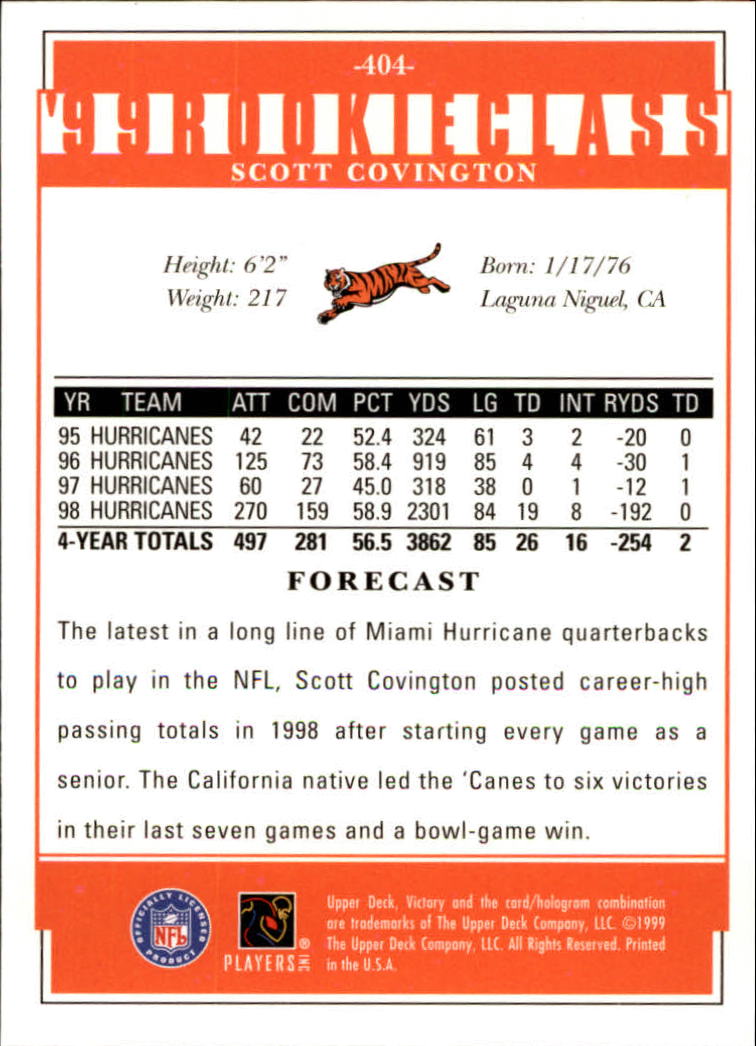 -404-
'99 ROOKIE CLASS
SCOTT COVINGTON
Height: 6'2"
Weight: 217
Born: 1/17/76
Laguna Niguel, CA
YR TEAM ATT COM PCT YDS LG TD INT RYDS TD
95 HURRICANES 42 22 52.4 324 61 3 2 -20 0
96 HURRICANES 125 73 58.4 919 85 4 4 -30 1
97 HURRICANES 60 27 45.0 318 38 0 1 -12 1
98 HURRICANES 270 159 58.9 2301 84 19 8 -192 0
4-YEAR TOTALS 497 281 56.5 3862 85 26 16 -254 2
FORECAST
The latest in a long line of Miami Hurricane quarterbacks
to play in the NFL, Scott Covington posted career-high
passing totals in 1998 after starting every game as a
senior. The California native led the 'Canes to six victories
in their last seven games and a bowl-game win.
OFFICIALLY LICENSED
NFL
PRODUCT
PLAYERS INC
®
Upper Deck, Victory and the card/hologram combination
are trademarks of The Upper Deck Company, LLC. ©1999
The Upper Deck Company, LLC. All Rights Reserved. Printed
in the U.S.A.